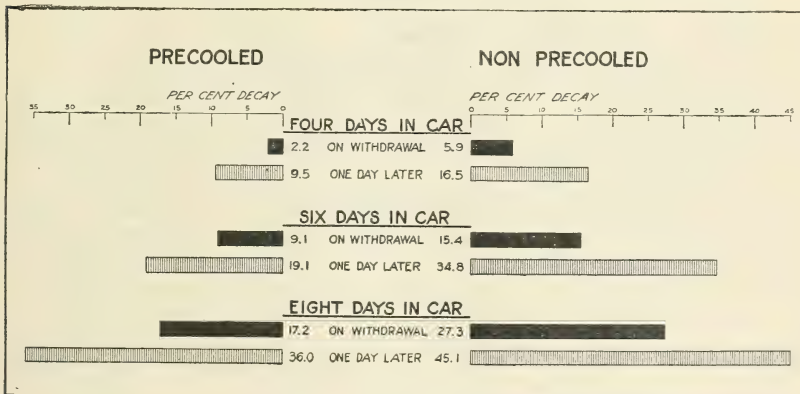 PRECOOLED NON PRECOOLED
PER CENT DECAY PER CENT DECAY
35 30 25 20 15 10 5 0 0 5 10 15 20 25 30 35 40 45
FOUR DAYS IN CAR
2.2 ON WITHDRAWAL 5.9
9.5 ONE DAY LATER 16.5
SIX DAYS IN CAR
9.1 ON WITHDRAWAL 15.4
19.1 ONE DAY LATER 34.8
EIGHT DAYS IN CAR
17.2 ON WITHDRAWAL 27.3
36.0 ONE DAY LATER 45.1